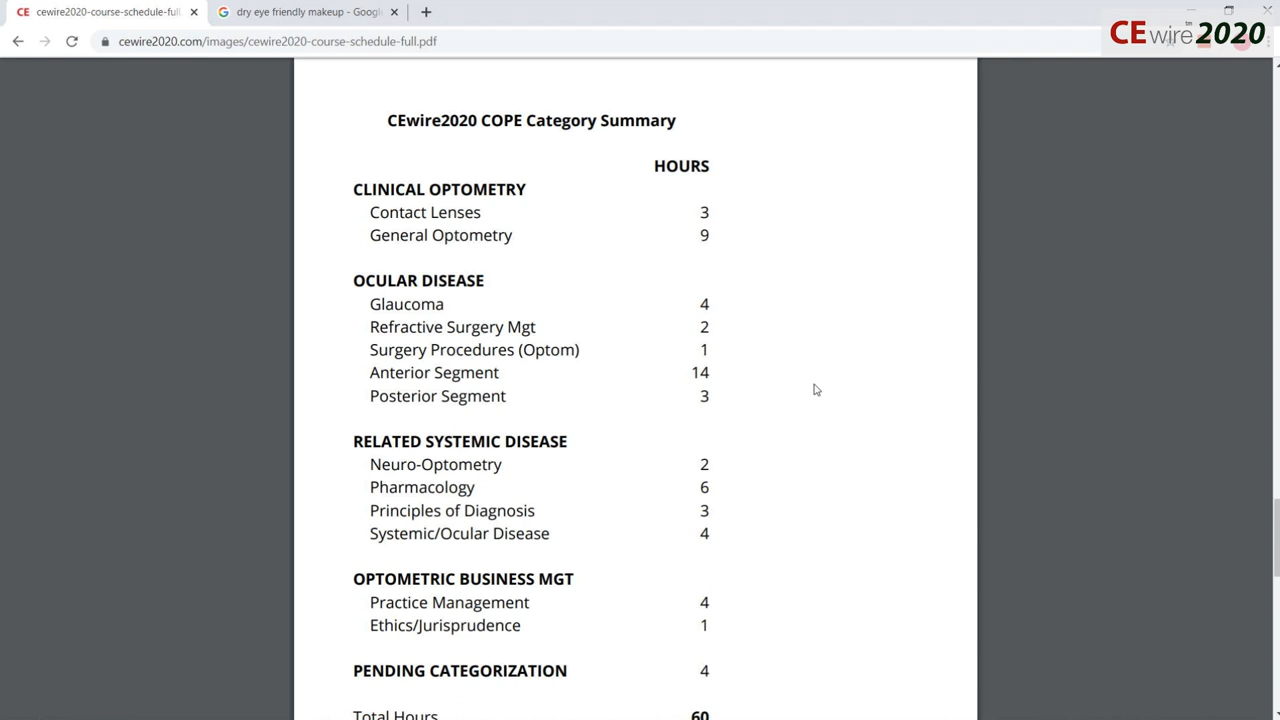 cewire2020-course-schedule-full.
dry eye friendly makeup - Googl
cewire2020.com/images/cewire2020-course-schedule-full.pdf
CEwire™2020
CEwire2020 COPE Category Summary
HOURS
CLINICAL OPTOMETRY
Contact Lenses 3
General Optometry 9
OCULAR DISEASE
Glaucoma 4
Refractive Surgery Mgt 2
Surgery Procedures (Optom) 1
Anterior Segment 14
Posterior Segment 3
RELATED SYSTEMIC DISEASE
Neuro-Optometry 2
Pharmacology 6
Principles of Diagnosis 3
Systemic/Ocular Disease 4
OPTOMETRIC BUSINESS MGT
Practice Management 4
Ethics/Jurisprudence 1
PENDING CATEGORIZATION 4
Total Hours 60